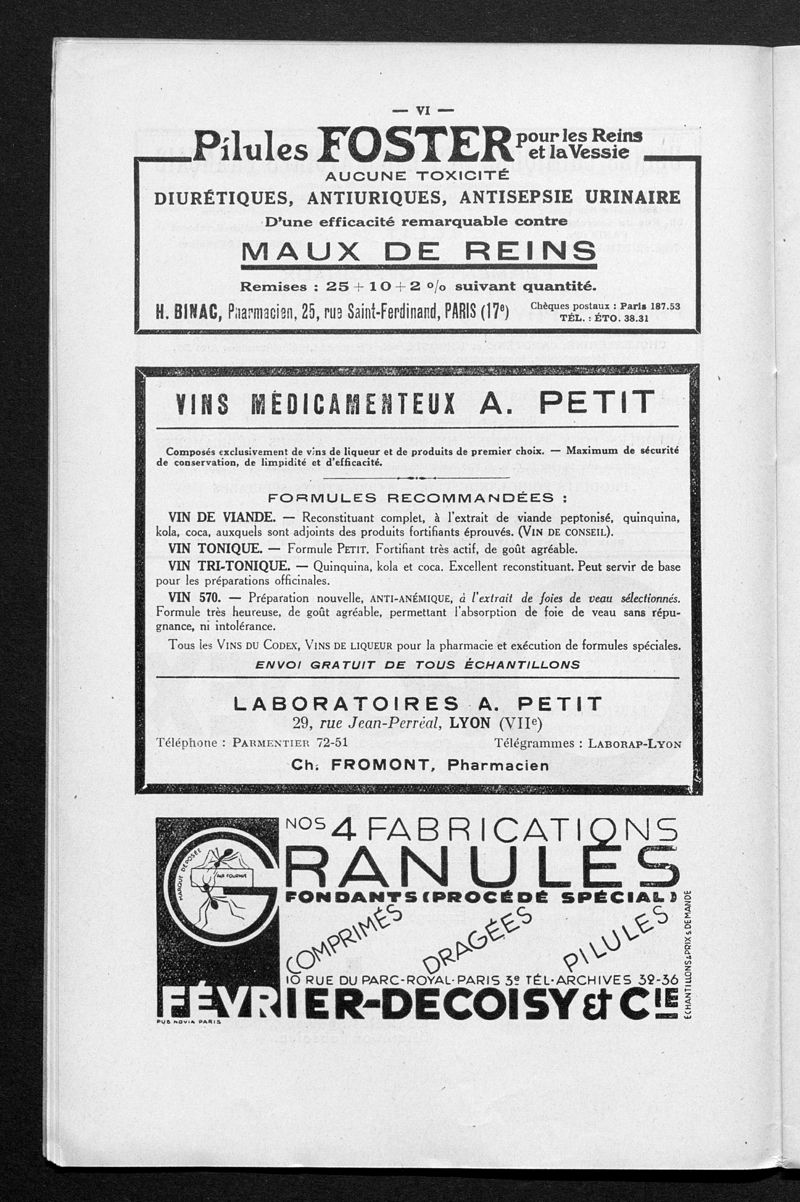 — VI —
Pilules FOSTER pour les Reins
et la Vessie
AUCUNE TOXICITÉ
DIURÉTIQUES, ANTIURIQUES, ANTISEPSIE URINAIRE
D'une efficacité remarquable contre
MAUX DE REINS
Remises : 25 + 10 + 2 % suivant quantité.
H. BINAC, Pharmacien, 25, rue Saint-Ferdinand, PARIS (17e)
Chèques postaux : Paris 187.53
TÉL. : ÉTO. 38.31
VINS MÉDICAMENTEUX A. PETIT
Composés exclusivement de vins de liqueur et de produits de premier choix. — Maximum de sécurité
de conservation, de limpidité et d'efficacité.
FORMULES RECOMMANDÉES :
VIN DE VIANDE. — Reconstituant complet, à l'extrait de viande peptonisé, quinquina,
kola, coca, auxquels sont adjoints des produits fortifiants éprouvés. (VIN DE CONSEIL).
VIN TONIQUE. — Formule PETIT. Fortifiant très actif, de goût agréable.
VIN TRI-TONIQUE. — Quinquina, kola et coca. Excellent reconstituant. Peut servir de base
pour les préparations officinales.
VIN 570. — Préparation nouvelle, ANTI-ANÉMIQUE, à l'extrait de foies de veau sélectionnés.
Formule très heureuse, de goût agréable, permettant l'absorption de foie de veau sans répu-
gnance, ni intolérance.
Tous les VINS DU CODEX, VINS DE LIQUEUR pour la pharmacie et exécution de formules spéciales.
ENVOI GRATUIT DE TOUS ÉCHANTILLONS
LABORATOIRES A. PETIT
29, rue Jean-Perréal, LYON (VIIe)
Téléphone : PARMENTIER 72-51
Télégrammes : LABORAP-LYON
Ch. FROMONT, Pharmacien
NOS 4 FABRICATIONS
GRANULES
MARQUE DÉPOSÉE
PAR FOURMIS
FONDANTS (PROCÉDÉ SPÉCIAL)
COMPRIMÉS
DRAGÉES
PILULES
ÉCHANTILLONS & PRIX s. DEMANDE
10 RUE DU PARC-ROYAL-PARIS 3e TÉL-ARCHIVES 32-36
FÉVRIER-DECOISY et Cie
PUB NOVIA PARIS